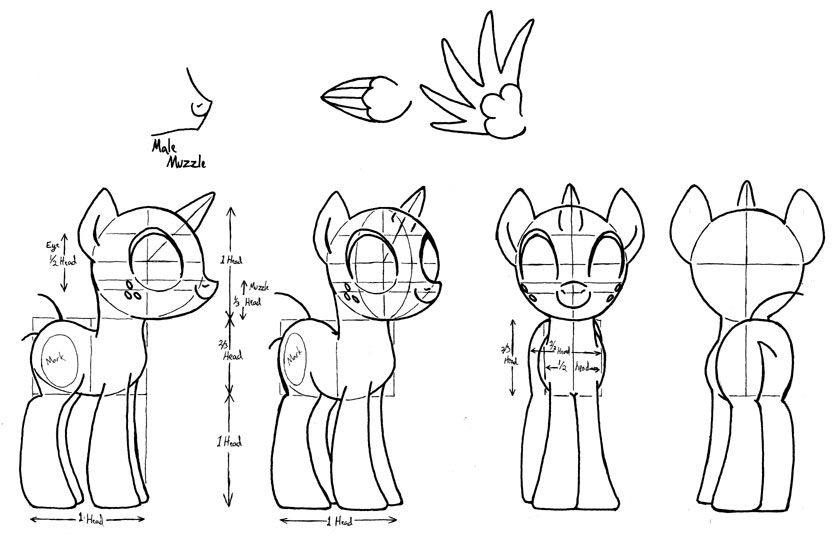 Male
Muzzle
Eye
1/2 Head
1 Head
Muzzle
1/3 Head
2/3
Head
1 Head
Mark
1 Head
Mark
1 Head
2/3
Head
2/3 Head
1/2 head